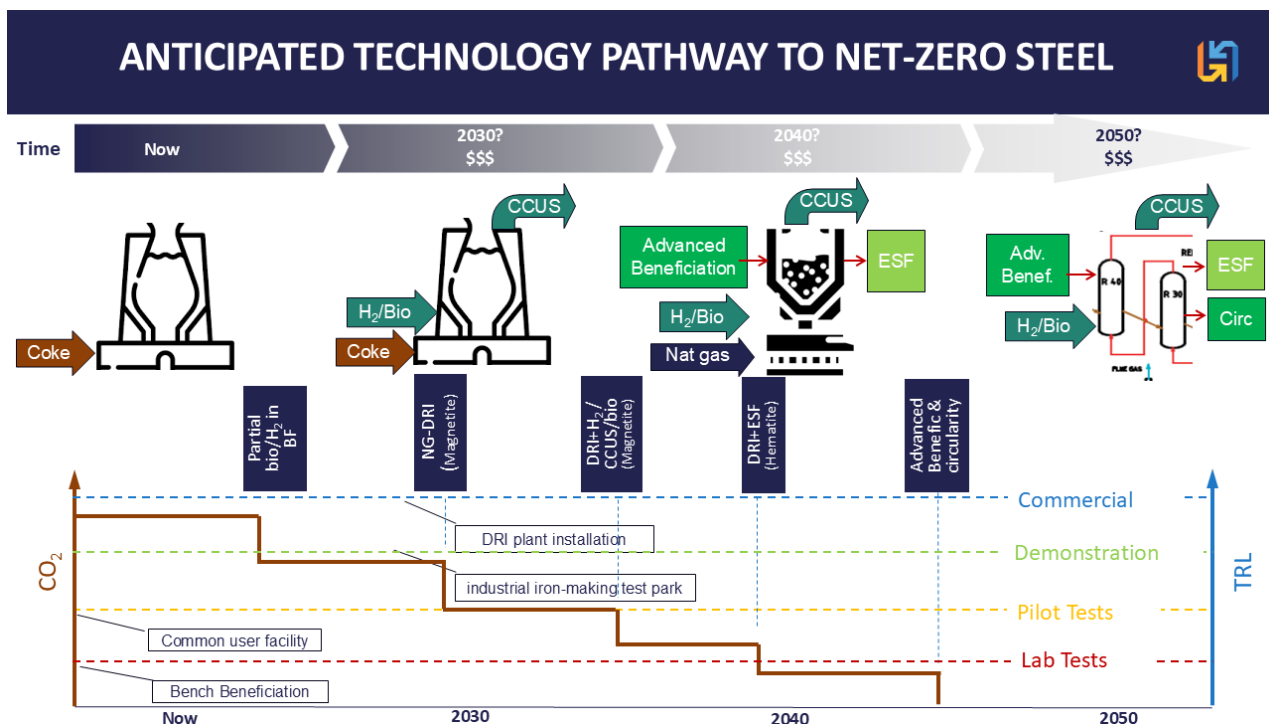 ANTICIPATED TECHNOLOGY PATHWAY TO NET-ZERO STEEL
Time
Now
2030?
$$$
2040?
$$$
2050?
$$$
CCUS
CCUS
CCUS
Coke
H₂/Bio
Coke
Advanced
Beneficiation
ESF
H₂/Bio
Nat gas
Adv.
Benef.
R 40
R 30
ESF
H₂/Bio
Circ
FLUE GAS
Partial
bio/H₂ in
BF
NG-DRI
(Magnetite)
DRI+H₂/
CCUS/bio
(Magnetite)
DRI+ESF
(Hematite)
Advanced
Benefic &
circularity
CO₂
TRL
Commercial
DRI plant installation
Demonstration
industrial iron-making test park
Pilot Tests
Common user facility
Lab Tests
Bench Beneficiation
Now
2030
2040
2050